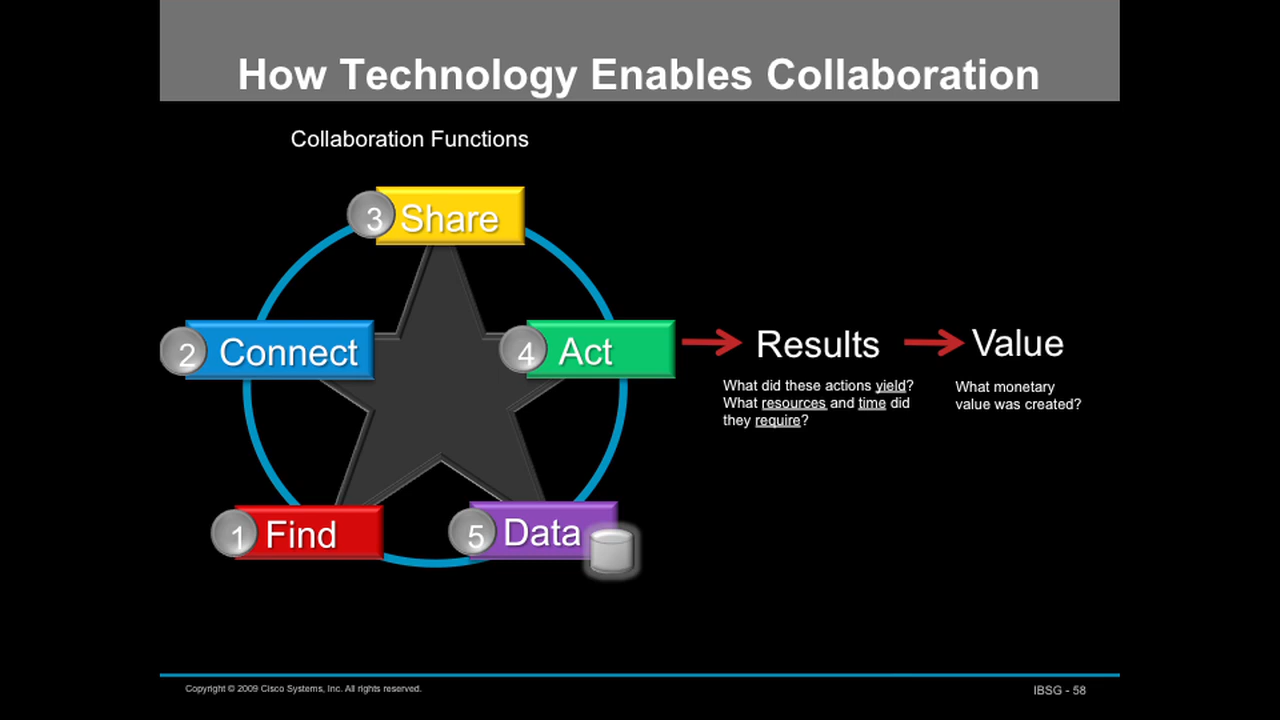 How Technology Enables Collaboration
Collaboration Functions
3 Share
2 Connect
4 Act
Results
Value
What did these actions yield?
What resources and time did
they require?
What monetary
value was created?
1 Find
5 Data
Copyright © 2009 Cisco Systems, Inc. All rights reserved.
IBSG - 58